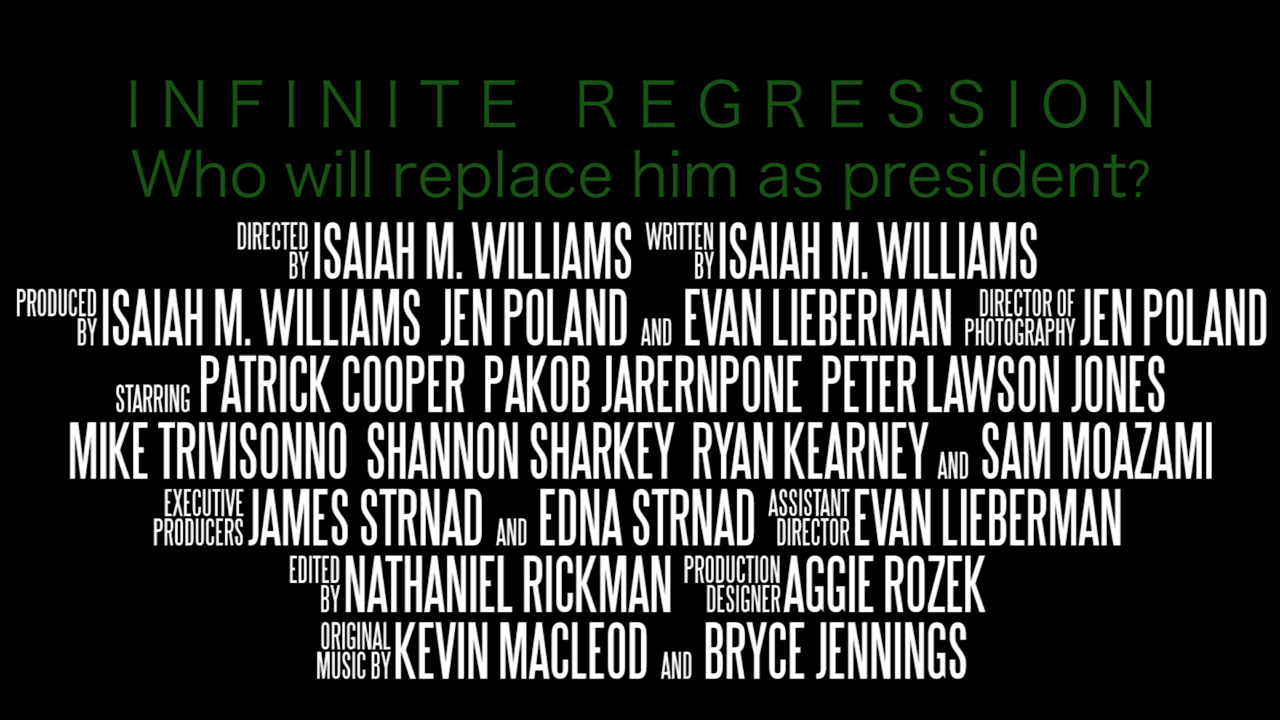 INFINITE REGRESSION
Who will replace him as president?
DIRECTED BY ISAIAH M. WILLIAMS WRITTEN BY ISAIAH M. WILLIAMS
PRODUCED BY ISAIAH M. WILLIAMS JEN POLAND AND EVAN LIEBERMAN DIRECTOR OF PHOTOGRAPHY JEN POLAND
STARRING PATRICK COOPER PAKOB JARERNPONE PETER LAWSON JONES
MIKE TRIVISONNO SHANNON SHARKEY RYAN KEARNEY AND SAM MOAZAMI
EXECUTIVE PRODUCERS JAMES STRNAD AND EDNA STRNAD ASSISTANT DIRECTOR EVAN LIEBERMAN
EDITED BY NATHANIEL RICKMAN PRODUCTION DESIGNER AGGIE ROZEK
ORIGINAL MUSIC BY KEVIN MACLEOD AND BRYCE JENNINGS